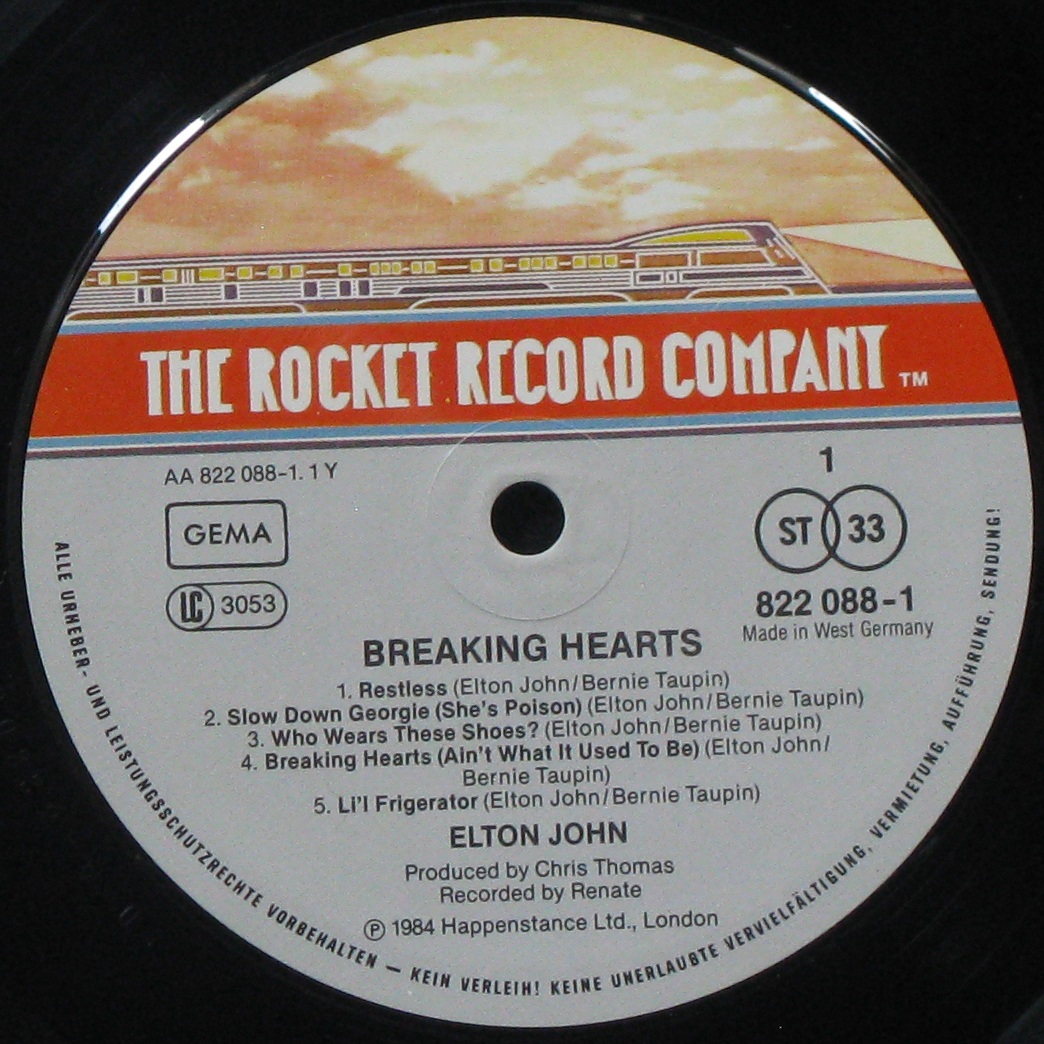 THE ROCKET RECORD COMPANY TM
AA 822 088-1.1 Y
1
GEMA
ST 33
LC 3053
822 088-1
Made in West Germany
BREAKING HEARTS
1. Restless (Elton John/Bernie Taupin)
2. Slow Down Georgie (She's Poison) (Elton John/Bernie Taupin)
3. Who Wears These Shoes? (Elton John/Bernie Taupin)
4. Breaking Hearts (Ain't What It Used To Be) (Elton John/
Bernie Taupin)
5. Li'l Frigerator (Elton John/Bernie Taupin)
ELTON JOHN
Produced by Chris Thomas
Recorded by Renate
℗ 1984 Happenstance Ltd., London
ALLE URHEBER- UND LEISTUNGSSCHUTZRECHTE VORBEHALTEN — KEIN VERLEIH! KEINE UNERLAUBTE VERVIELFÄLTIGUNG, VERMIETUNG, AUFFÜHRUNG, SENDUNG!